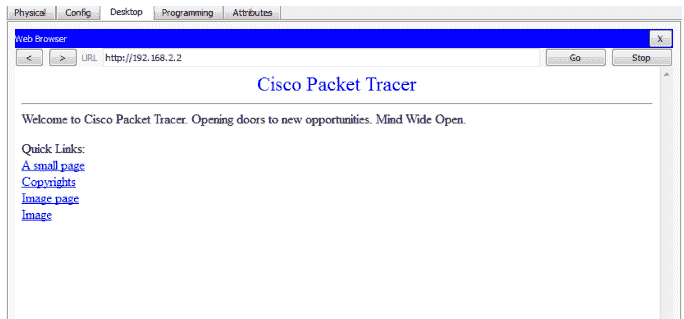 Physical Config Desktop Programming Attributes
Web Browser X
< > URL http://192.168.2.2 Go Stop
Cisco Packet Tracer
Welcome to Cisco Packet Tracer. Opening doors to new opportunities. Mind Wide Open.
Quick Links:
A small page
Copyrights
Image page
Image